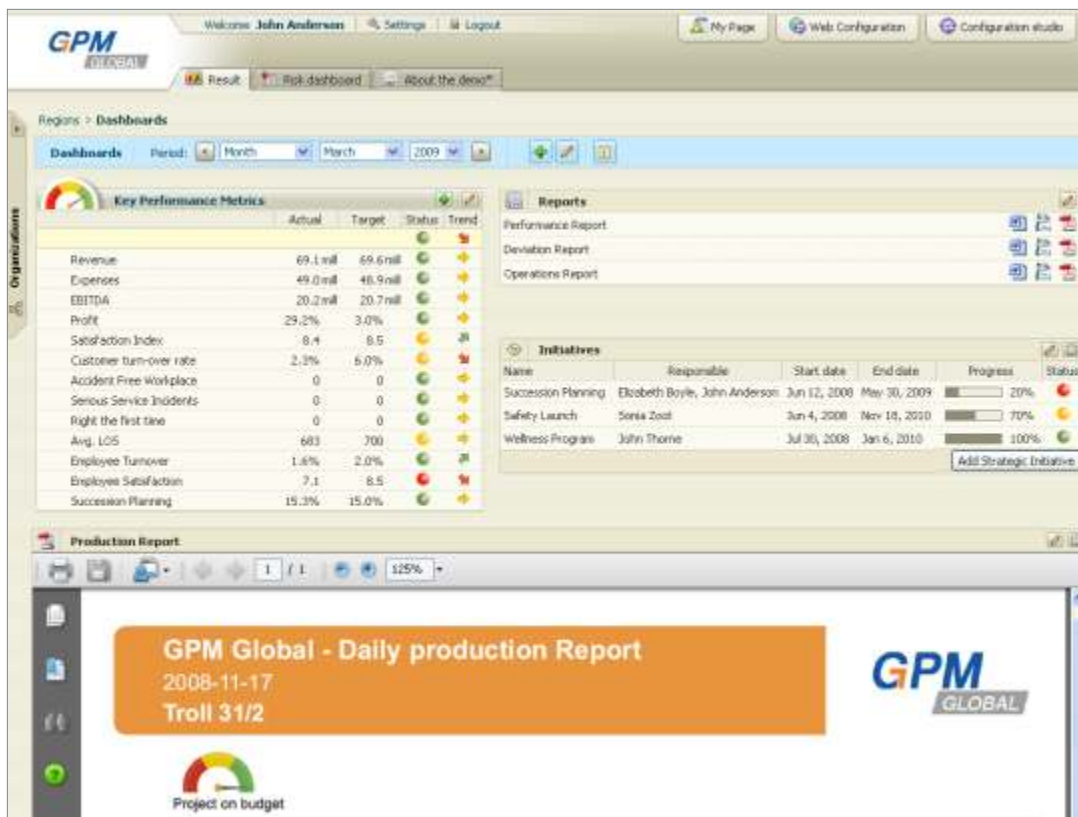 GPM
GLOBAL
Welcome John Anderson Settings Logout
My Page Web Configuration Configuration studio
Result Risk dashboard About the demo*
Regions > Dashboards
Dashboards Period: Month March 2009
Organizations
Key Performance Metrics
Actual Target Status Trend
Revenue 69.1 mill 69.6 mill
Expenses 49.0 mill 48.9 mill
EBITDA 20.2 mill 20.7 mill
Profit 29.2% 3.0%
Satisfaction Index 8.4 8.5
Customer turn-over rate 2.3% 6.0%
Accident Free Workplace 0 0
Serious Service Incidents 0 0
Right the first time 0 0
Avg. LOS 683 700
Employee Turnover 1.6% 2.0%
Employee Satisfaction 7.1 8.5
Succession Planning 15.3% 15.0%
Reports
Performance Report
Deviation Report
Operations Report
Initiatives
Name Responsible Start date End date Progress Status
Succession Planning Elizabeth Boyle, John Anderson Jun 12, 2008 May 30, 2009 20%
Safety Launch Sonia Zoot Jun 4, 2008 Nov 18, 2010 70%
Wellness Program John Thorne Jul 30, 2008 Jan 6, 2010 100%
Add Strategic Initiative
Production Report
1 / 1 125%
GPM Global - Daily production Report
2008-11-17
Troll 31/2
GPM
GLOBAL
Project on budget